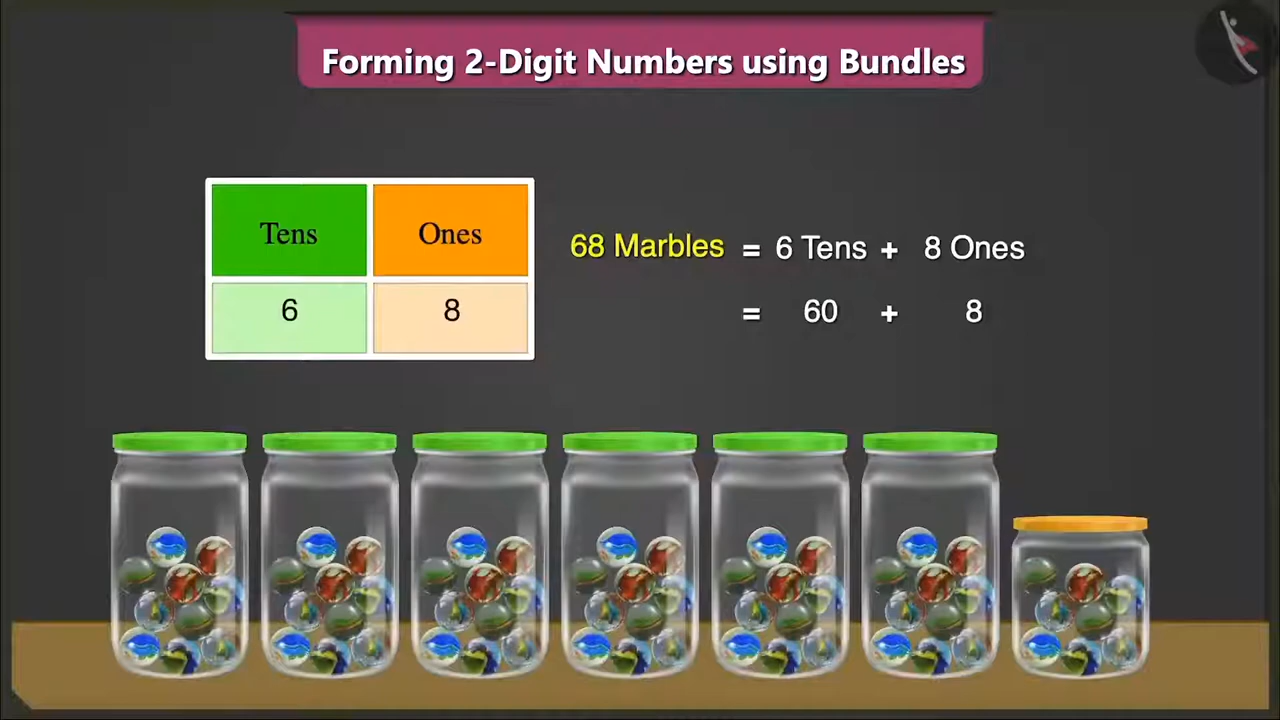 Forming 2-Digit Numbers using Bundles
Tens Ones
6 8
68 Marbles = 6 Tens + 8 Ones
= 60 + 8